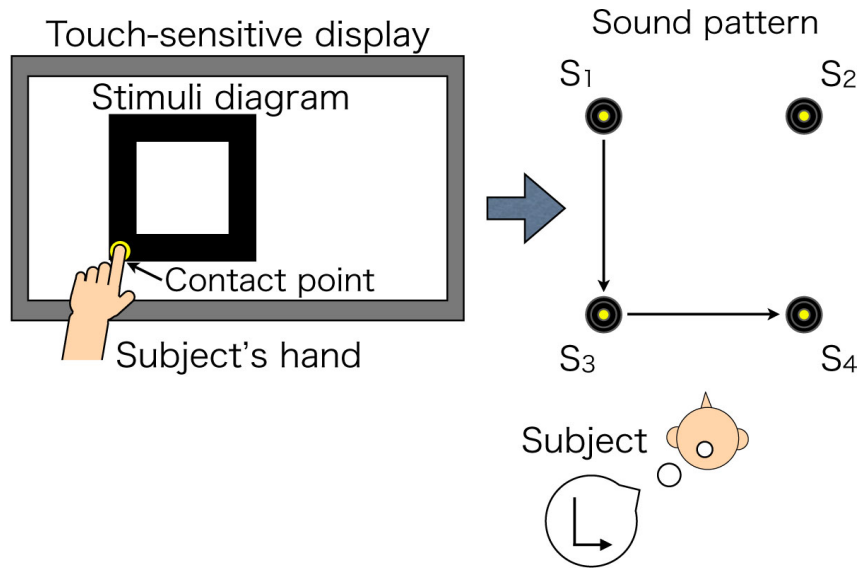 Touch-sensitive display
Stimuli diagram
Contact point
Subject's hand
Sound pattern
S1
S2
S3
S4
Subject